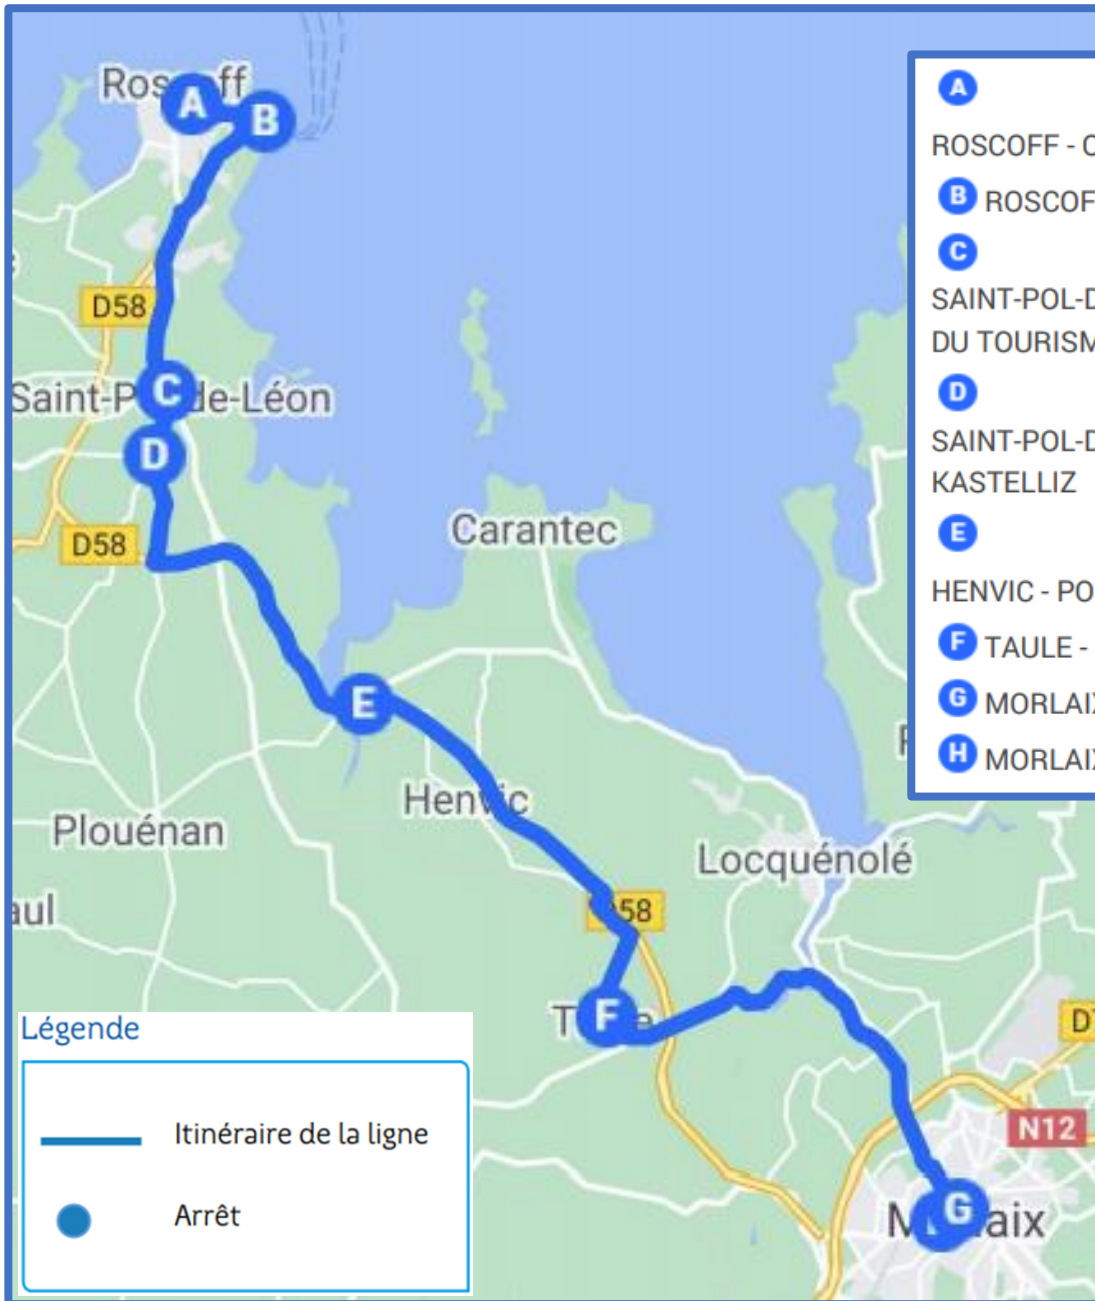 Roscoff
A
B
D58
Saint-Pol-de-Léon
C
D
D58
Carantec
E
Henvic
Plouénan
Locquénolé
aul
D58
F
N12
G
Morlaix
A
ROSCOFF - C
B ROSCOF
C
SAINT-POL-D
DU TOURISM
D
SAINT-POL-D
KASTELLIZ
E
HENVIC - PO
F TAULE -
G MORLAIX
H MORLAIX
Légende
Itinéraire de la ligne
Arrêt